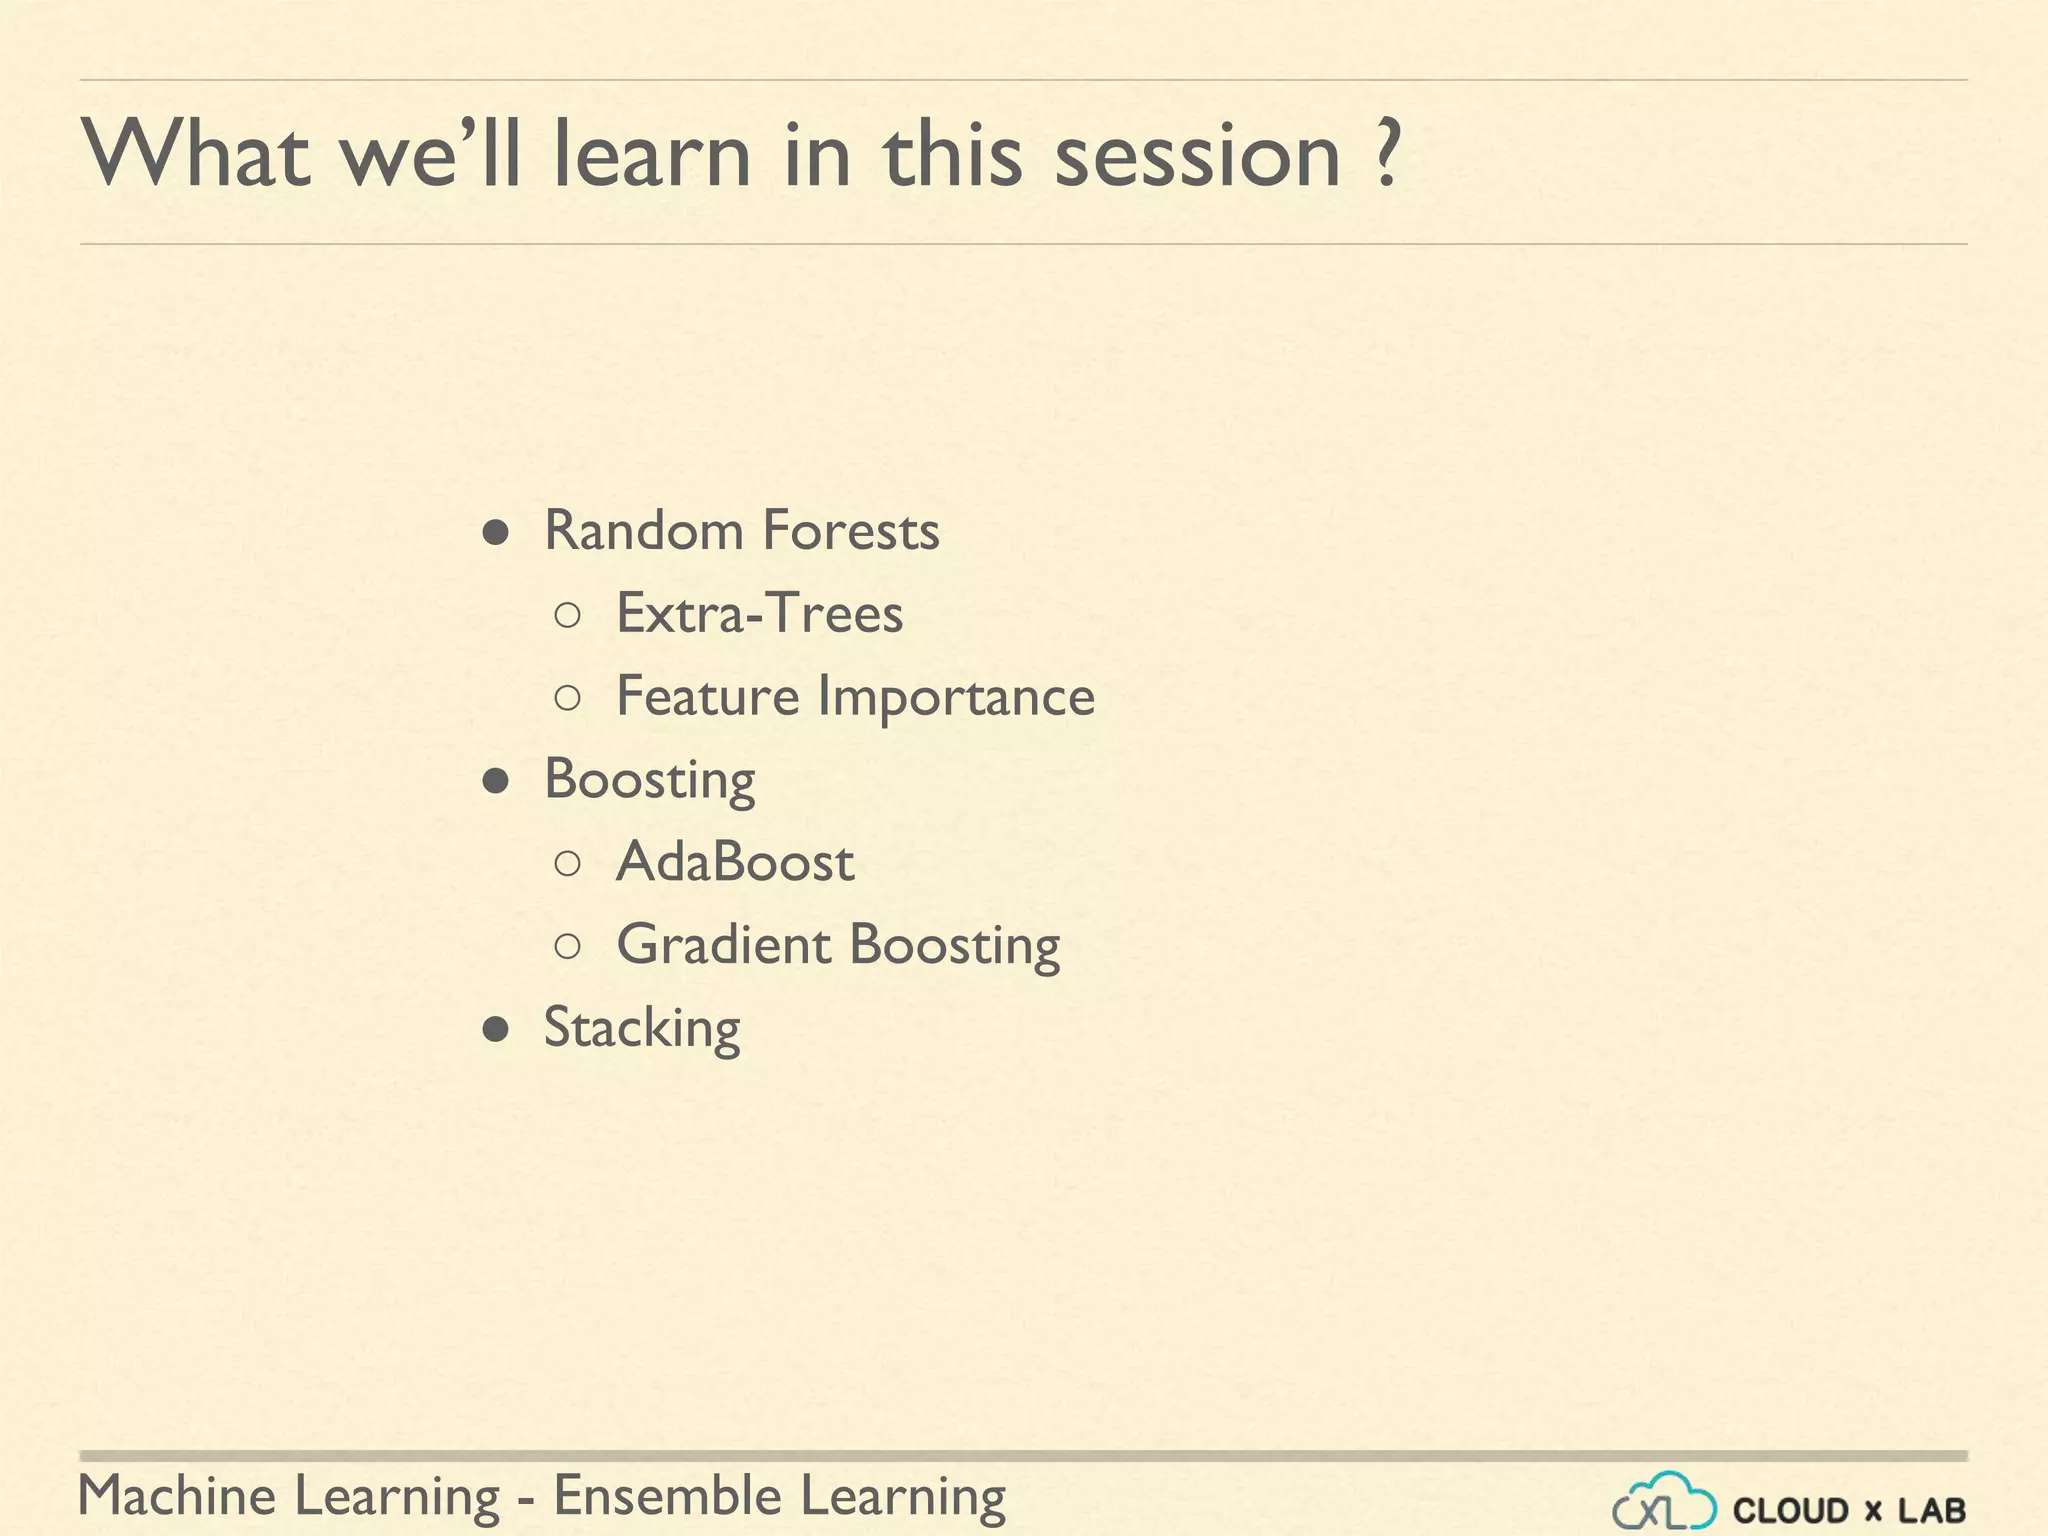 What we’ll learn in this session ?
● Random Forests
○ Extra-Trees
○ Feature Importance
● Boosting
○ AdaBoost
○ Gradient Boosting
● Stacking
Machine Learning - Ensemble Learning
XL CLOUD x LAB